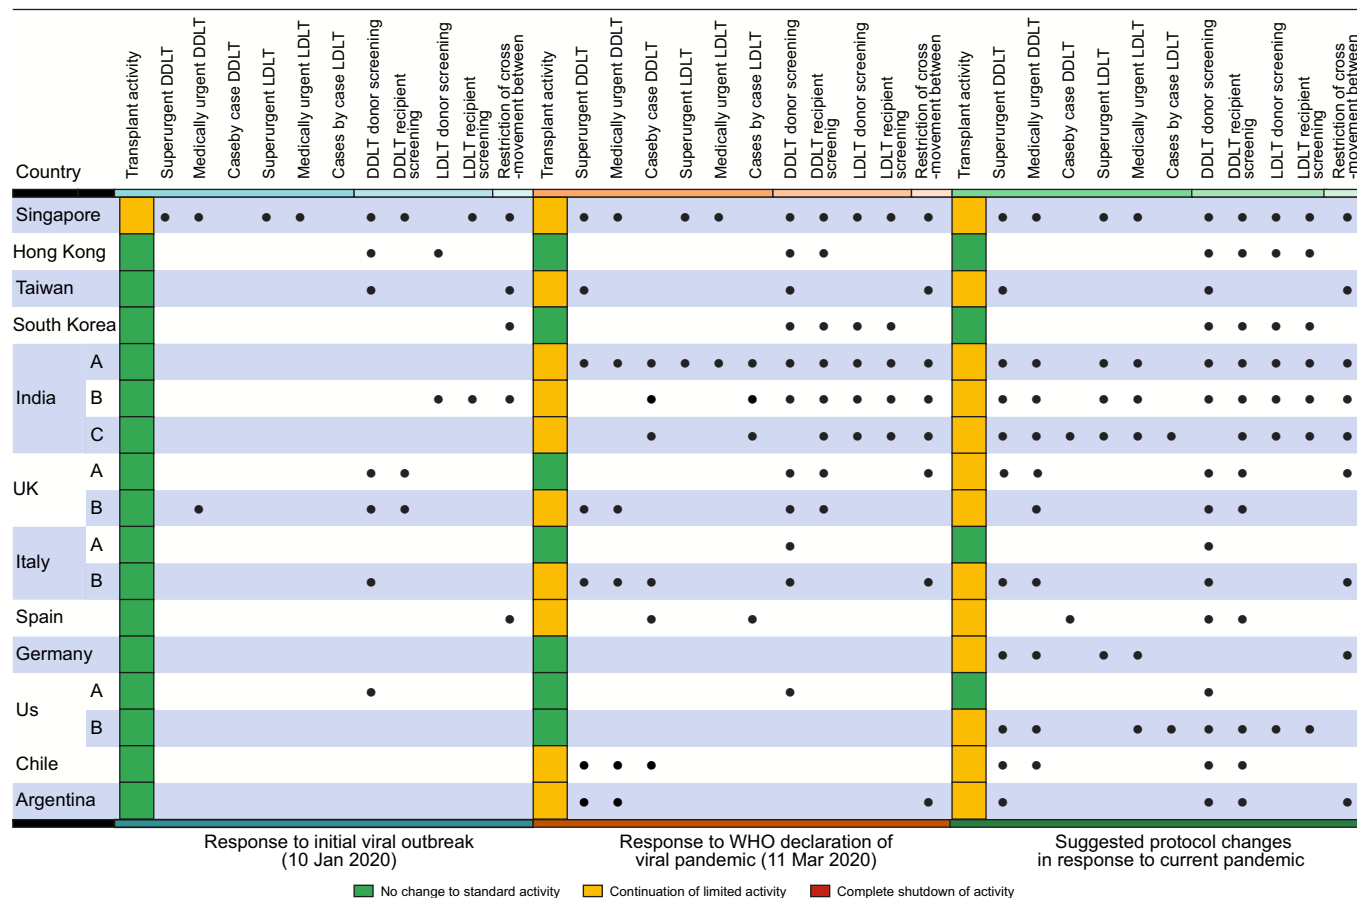 Country
Transplant activity
Superurgent DDLT
Medically urgent DDLT
Caseby case DDLT
Superurgent LDLT
Medically urgent LDLT
Cases by case LDLT
DDLT donor screening
DDLT recipient
screening
LDLT donor screening
LDLT recipient
screening
Restriction of cross
-movement between
Transplant activity
Superurgent DDLT
Medically urgent DDLT
Caseby case DDLT
Superurgent LDLT
Medically urgent LDLT
Cases by case LDLT
DDLT donor screening
DDLT recipient
screenig
LDLT donor screening
LDLT recipient
screening
Restriction of cross
-movement between
Transplant activity
Superurgent DDLT
Medically urgent DDLT
Caseby case DDLT
Superurgent LDLT
Medically urgent LDLT
Cases by case LDLT
DDLT donor screening
DDLT recipient
screenig
LDLT donor screening
LDLT recipient
screening
Restriction of cross
-movement between
Singapore
Hong Kong
Taiwan
South Korea
India
A
B
C
UK
A
B
Italy
A
B
Spain
Germany
Us
A
B
Chile
Argentina
Response to initial viral outbreak
(10 Jan 2020)
Response to WHO declaration of
viral pandemic (11 Mar 2020)
Suggested protocol changes
in response to current pandemic
No change to standard activity
Continuation of limited activity
Complete shutdown of activity